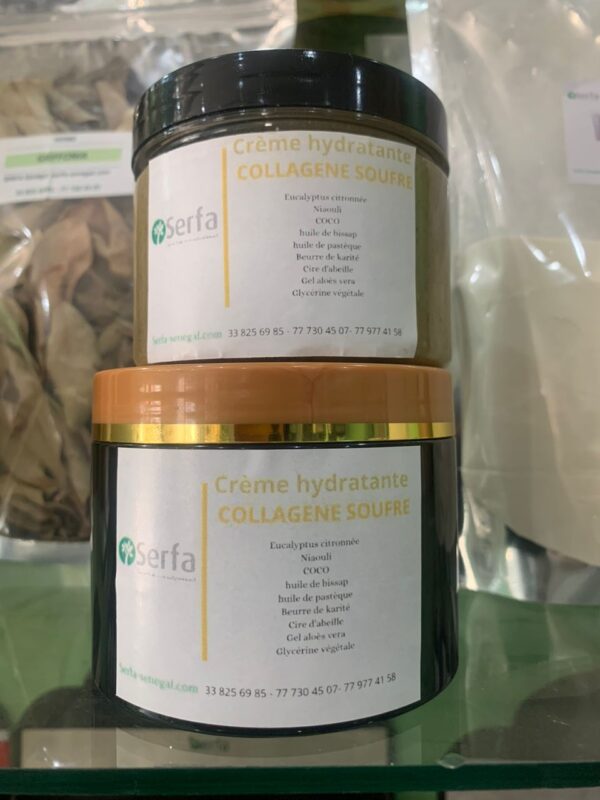 Crème hydratante
COLLAGENE SOUFRE
Eucalyptus citronnée
Niaouli
COCO
huile de bissap
huile de pastèque
Beurre de karité
Cire d'abeille
Gel aloès vera
Glycérine végétale
Serfa
Serfa-senegal.com 33 825 69 85 - 77 730 45 07- 77 977 41 58
Crème hydratante
COLLAGENE SOUFRE
Eucalyptus citronnée
Niaouli
COCO
huile de bissap
huile de pastèque
Beurre de karité
Cire d'abeille
Gel aloès vera
Glycérine végétale
Serfa
Serfa-senegal.com 33 825 69 85 - 77 730 45 07- 77 977 41 58